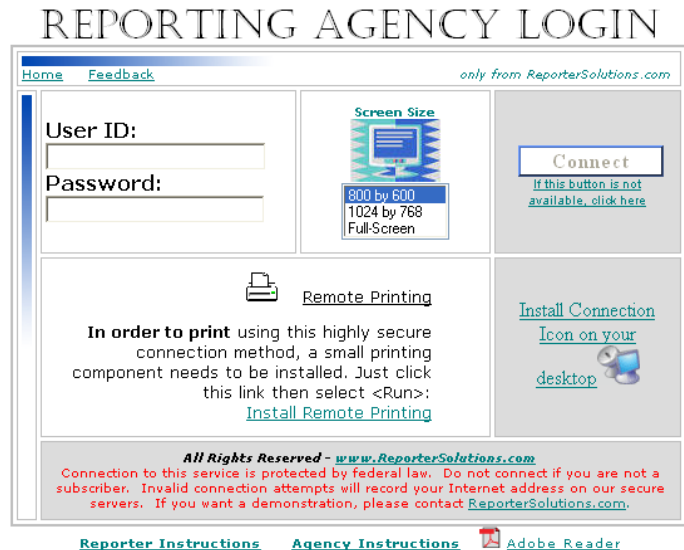 REPORTING AGENCY LOGIN
Home Feedback only from ReporterSolutions.com
User ID:
Password:
Screen Size
800 by 600
1024 by 768
Full-Screen
Connect
If this button is not
available, click here
Remote Printing
In order to print using this highly secure
connection method, a small printing
component needs to be installed. Just click
this link then select <Run>:
Install Remote Printing
Install Connection
Icon on your
desktop
All Rights Reserved - www.ReporterSolutions.com
Connection to this service is protected by federal law. Do not connect if you are not a
subscriber. Invalid connection attempts will record your Internet address on our secure
servers. If you want a demonstration, please contact ReporterSolutions.com.
Reporter Instructions Agency Instructions Adobe Reader